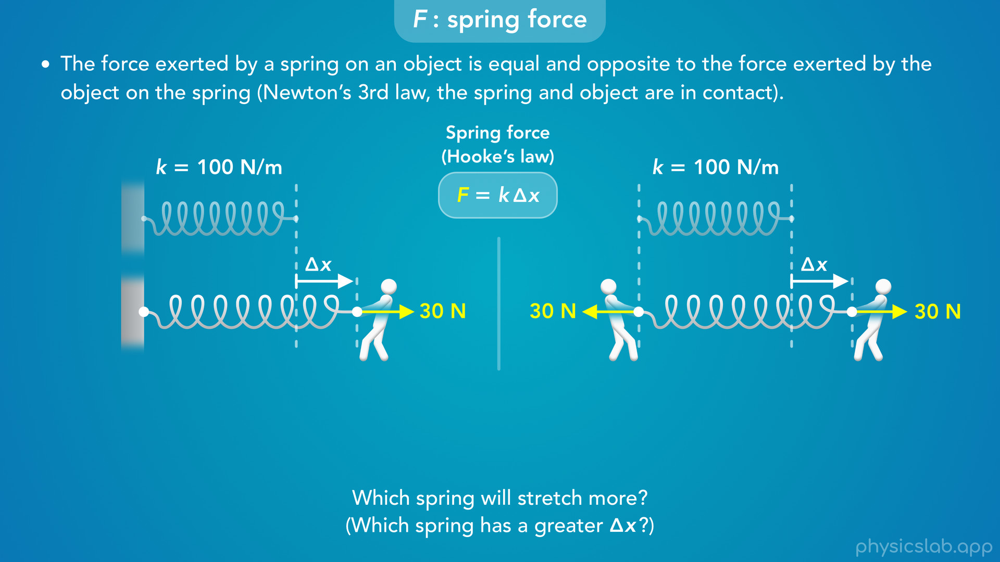 F : spring force
• The force exerted by a spring on an object is equal and opposite to the force exerted by the
object on the spring (Newton’s 3rd law, the spring and object are in contact).
Spring force
(Hooke’s law)
F = k Δx
k = 100 N/m
Δx
30 N
k = 100 N/m
Δx
30 N
30 N
Which spring will stretch more?
(Which spring has a greater Δx?)
physicslab.app